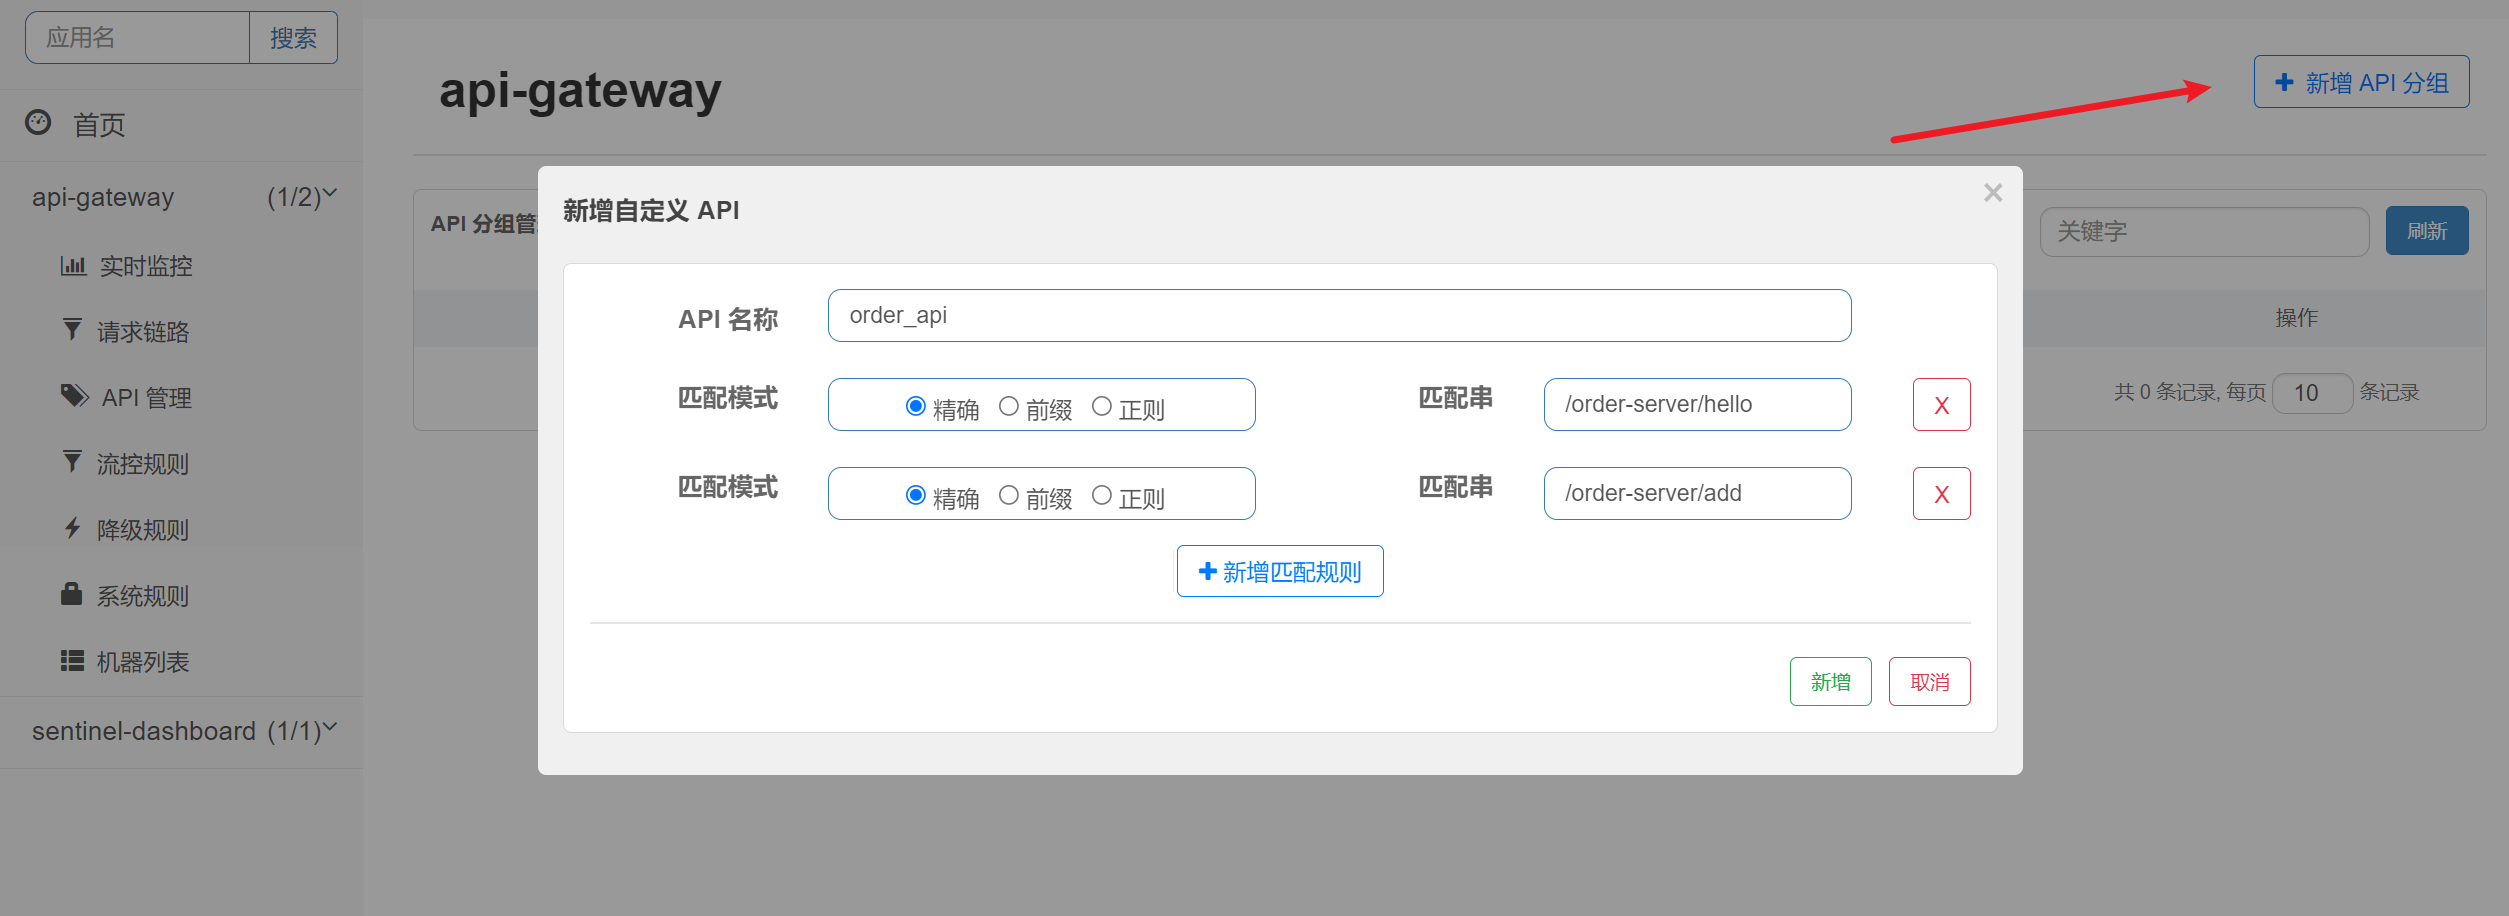 应用名 搜索
首页
api-gateway (1/2)
实时监控
请求链路
API 管理
流控规则
降级规则
系统规则
机器列表
sentinel-dashboard (1/1)
api-gateway
新增 API 分组
API 分组管
关键字 刷新
操作
共 0 条记录, 每页 10 条记录
新增自定义 API
×
API 名称 order_api
匹配模式 精确 前缀 正则 匹配串 /order-server/hello X
匹配模式 精确 前缀 正则 匹配串 /order-server/add X
新增匹配规则
新增 取消